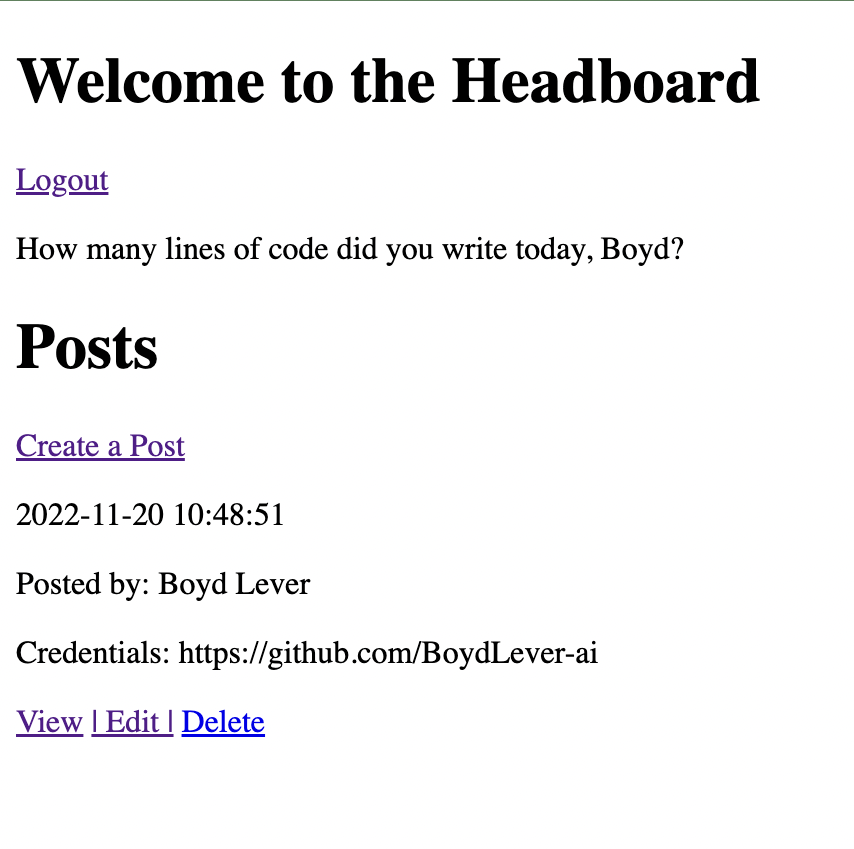 Welcome to the Headboard
Logout
How many lines of code did you write today, Boyd?
Posts
Create a Post
2022-11-20 10:48:51
Posted by: Boyd Lever
Credentials: https://github.com/BoydLever-ai
View | Edit | Delete